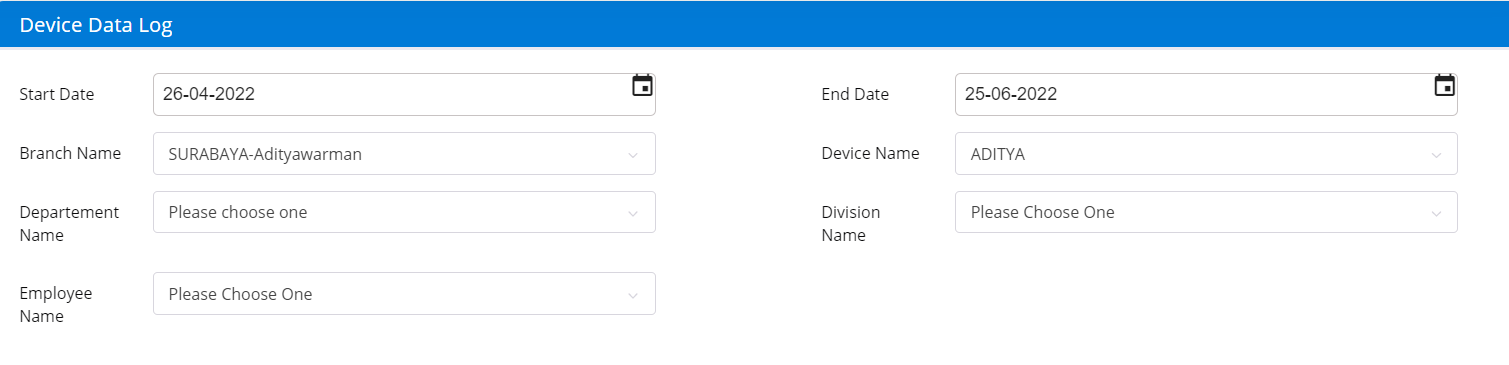 Device Data Log
Start Date
26-04-2022
End Date
25-06-2022
Branch Name
SURABAYA-Adityawarman
Device Name
ADITYA
Departement
Name
Please choose one
Division
Name
Please Choose One
Employee
Name
Please Choose One